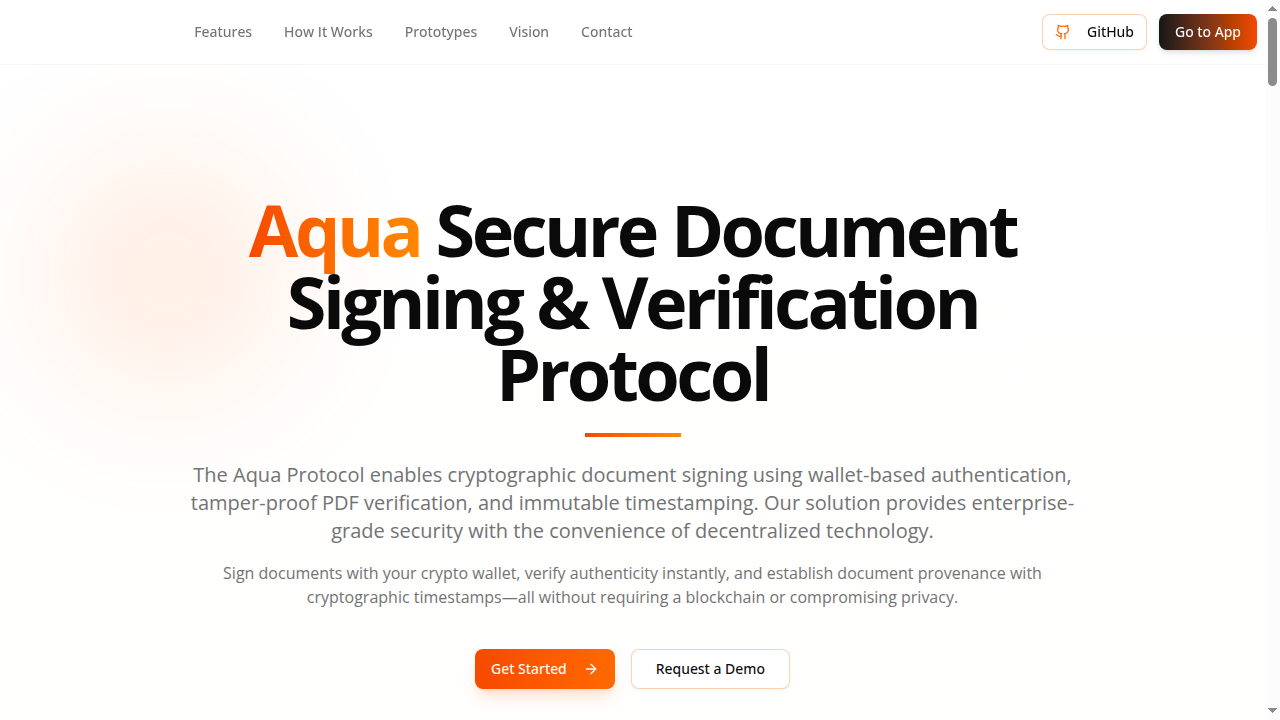 Features
How It Works
Prototypes
Vision
Contact
GitHub
Go to App
Aqua Secure Document
Signing & Verification
Protocol
The Aqua Protocol enables cryptographic document signing using wallet-based authentication,
tamper-proof PDF verification, and immutable timestamping. Our solution provides enterprise-
grade security with the convenience of decentralized technology.
Sign documents with your crypto wallet, verify authenticity instantly, and establish document provenance with
cryptographic timestamps—all without requiring a blockchain or compromising privacy.
Get Started
Request a Demo